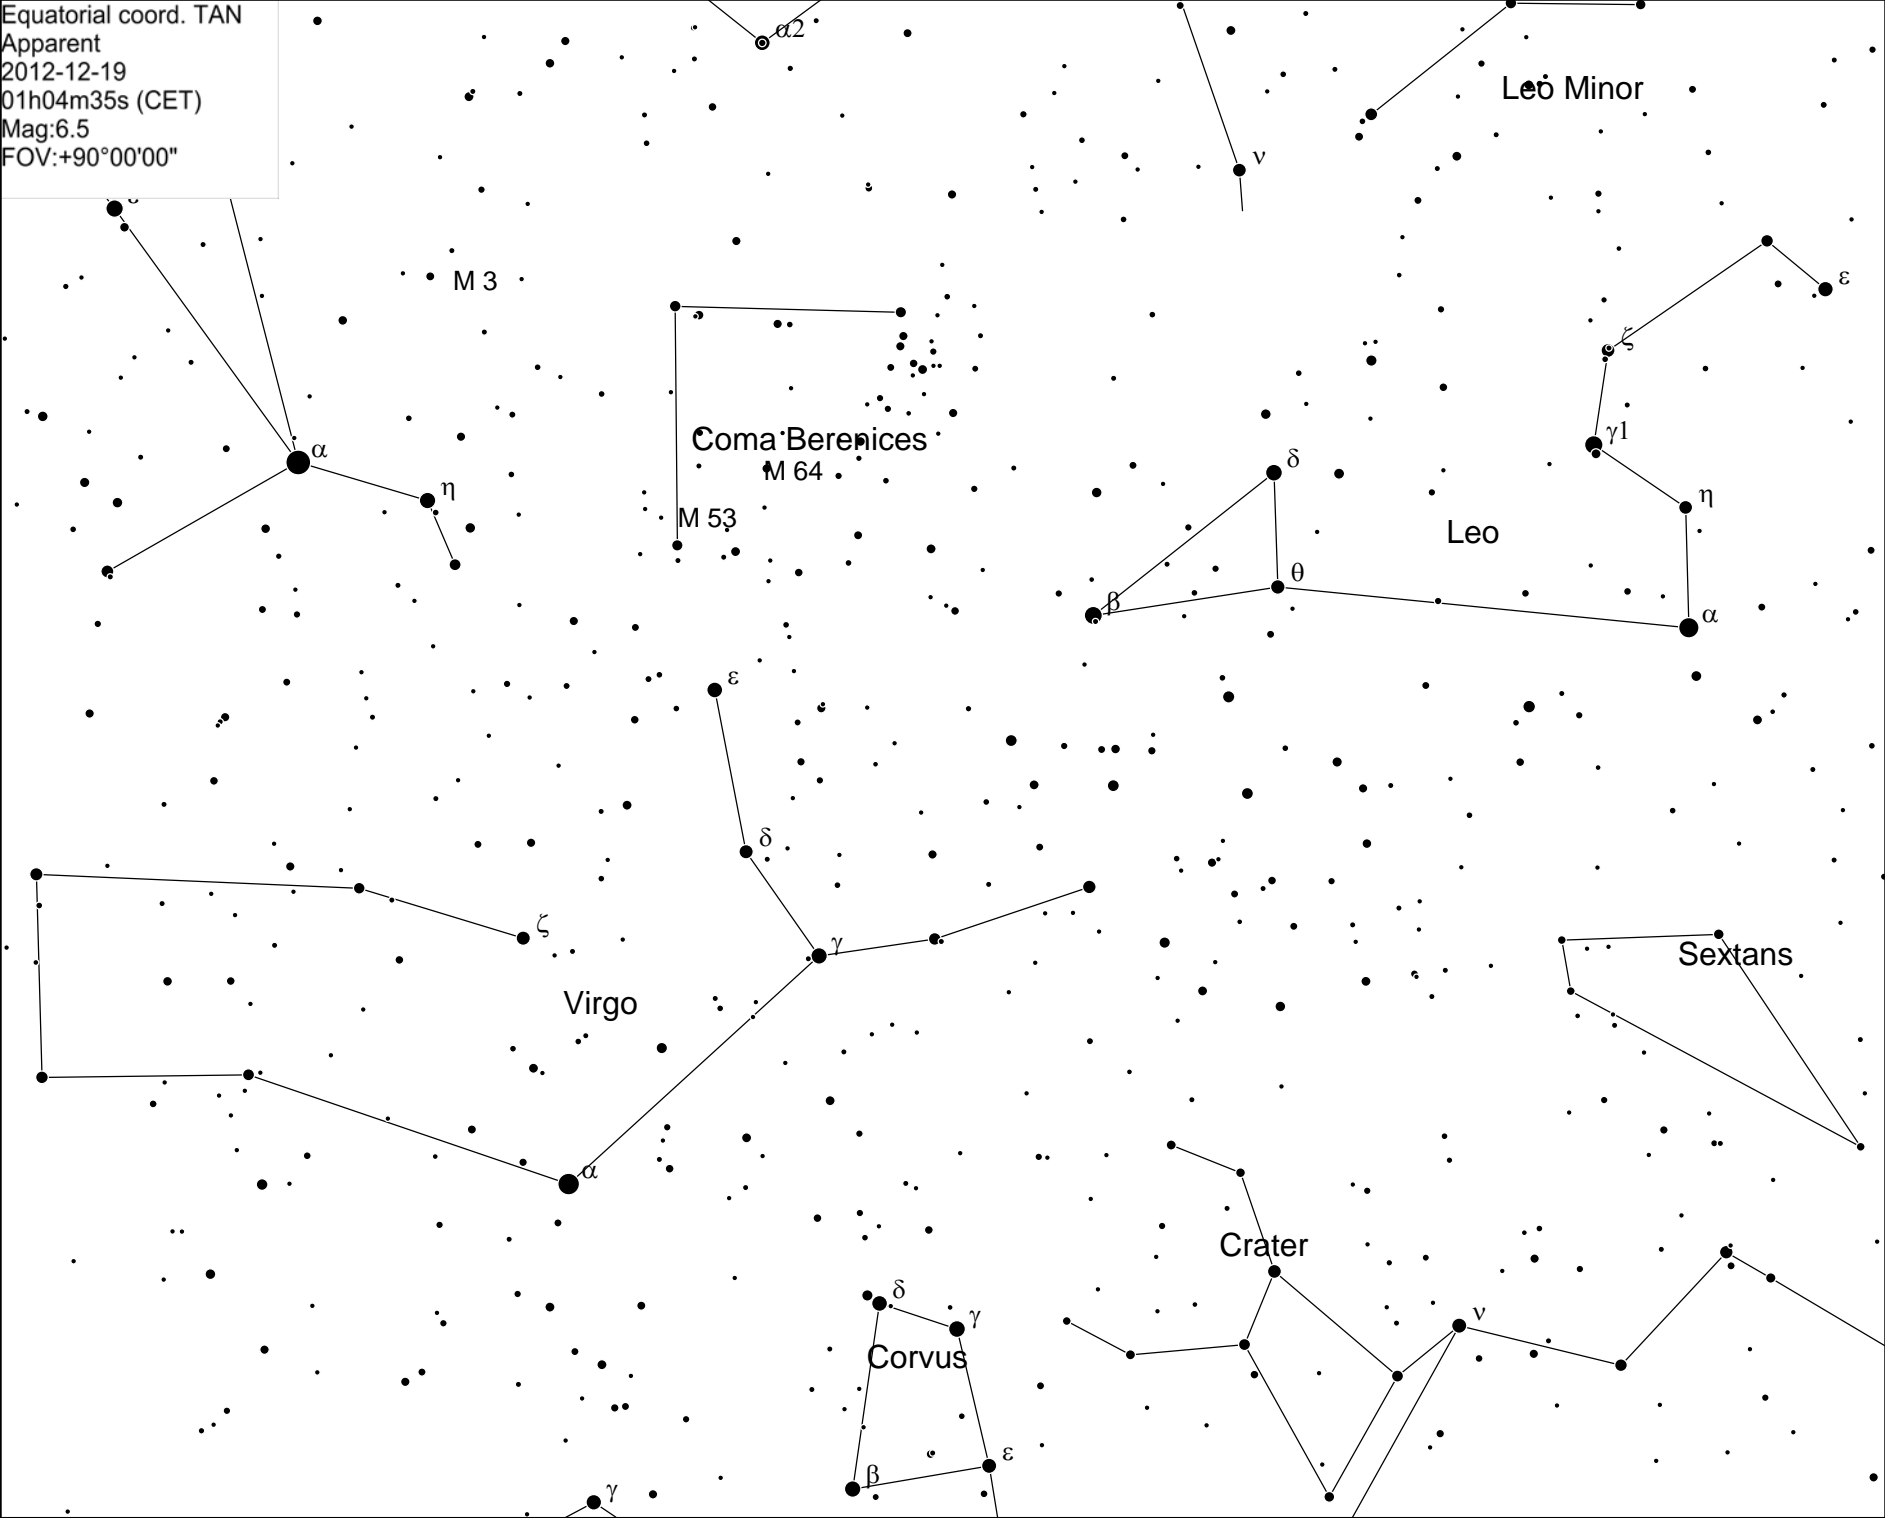 Equatorial coord. TAN
Apparent
2012-12-19
01h04m35s (CET)
Mag:6.5
FOV:+90°00'00"
α2
Leo Minor
ν
M 3
ε
ζ
γ1
Coma Berenices
α
δ
M 64
η
η
M 53
Leo
θ
β
α
ε
δ
ζ
γ
Sextans
Virgo
α
Crater
δ
γ
ν
Corvus
ε
β
γ